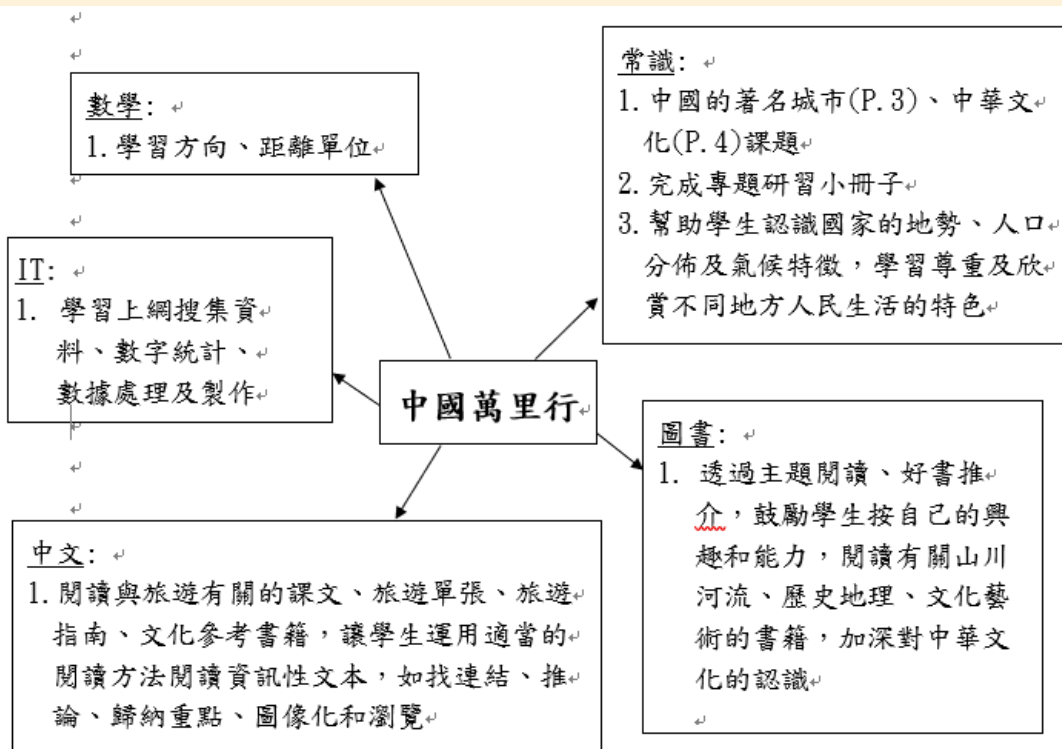 數學:
1. 學習方向、距離單位
常識:
1. 中國的著名城市(P.3)、中華文
化(P.4)課題
2. 完成專題研習小冊子
3. 幫助學生認識國家的地勢、人口
分佈及氣候特徵，學習尊重及欣
賞不同地方人民生活的特色
IT:
1. 學習上網搜集資
料、數字統計、
數據處理及製作
中國萬里行
圖書:
1. 透過主題閱讀、好書推
介，鼓勵學生按自己的興
趣和能力，閱讀有關山川
河流、歷史地理、文化藝
術的書籍，加深對中華文
化的認識
中文:
1. 閱讀與旅遊有關的課文、旅遊單張、旅遊
指南、文化參考書籍，讓學生運用適當的
閱讀方法閱讀資訊性文本，如找連結、推
論、歸納重點、圖像化和瀏覽